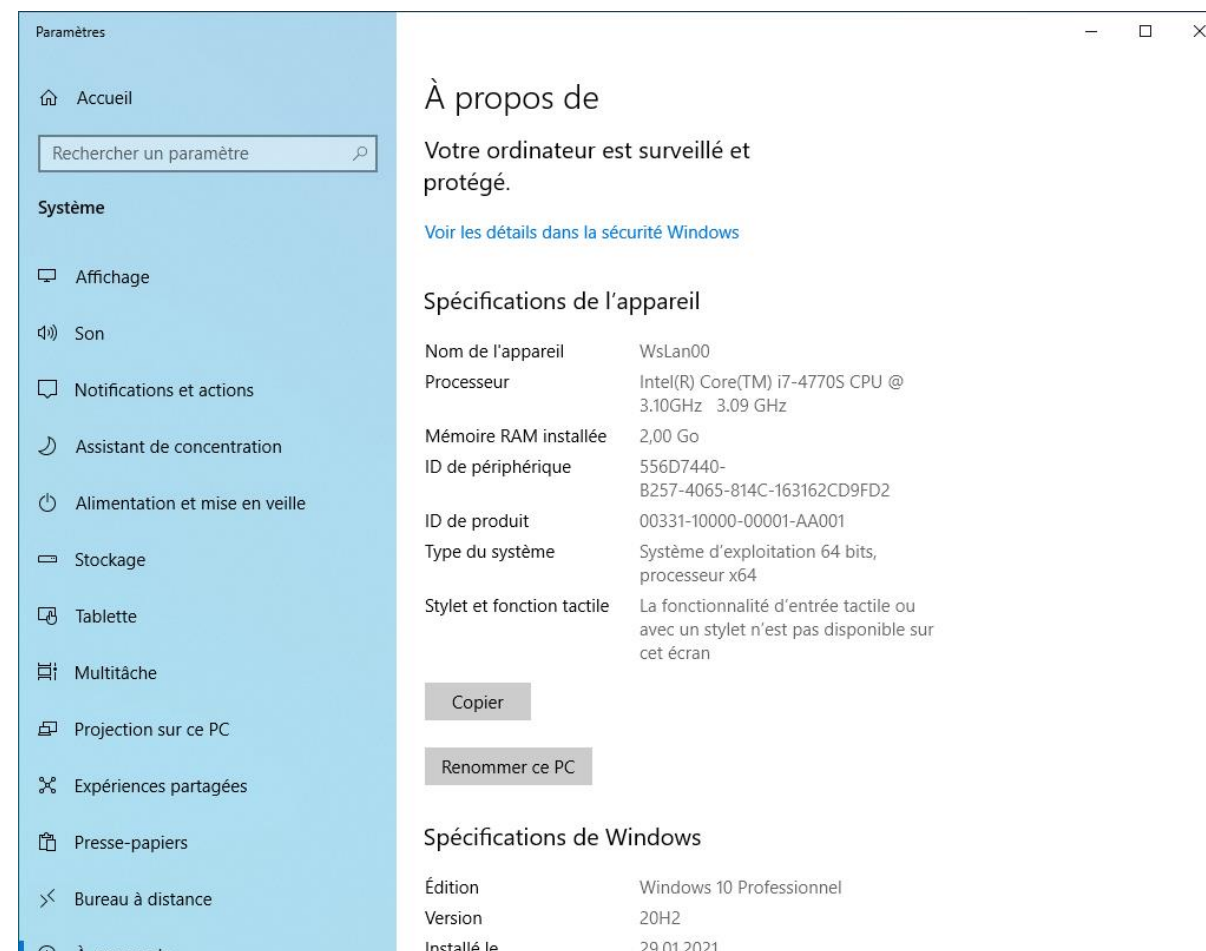 Paramètres
Accueil
Rechercher un paramètre
Système
Affichage
Son
Notifications et actions
Assistant de concentration
Alimentation et mise en veille
Stockage
Tablette
Multitâche
Projection sur ce PC
Expériences partagées
Presse-papiers
Bureau à distance
À propos de
Votre ordinateur est surveillé et
protégé.
Voir les détails dans la sécurité Windows
Spécifications de l’appareil
Nom de l'appareil WsLan00
Processeur Intel(R) Core(TM) i7-4770S CPU @
3.10GHz 3.09 GHz
Mémoire RAM installée 2,00 Go
ID de périphérique 556D7440-
B257-4065-814C-163162CD9FD2
ID de produit 00331-10000-00001-AA001
Type du système Système d’exploitation 64 bits,
processeur x64
Stylet et fonction tactile La fonctionnalité d’entrée tactile ou
avec un stylet n’est pas disponible sur
cet écran
Copier
Renommer ce PC
Spécifications de Windows
Édition Windows 10 Professionnel
Version 20H2
Installé le 29.01.2021